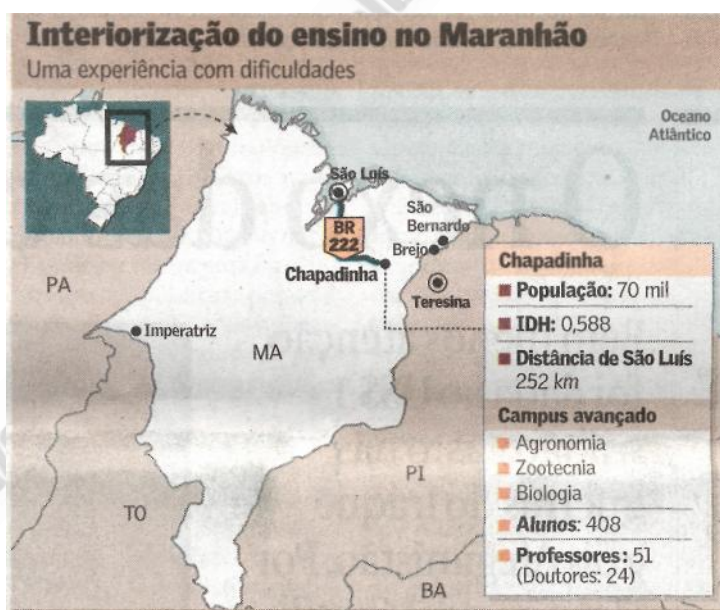 Interiorização do ensino no Maranhão
Uma experiência com dificuldades
Oceano
Atlântico
São Luís
BR
222
São
Bernardo
Brejo
Chapadinha
Teresina
PA
Imperatriz
MA
TO
PI
BA
Chapadinha
População: 70 mil
IDH: 0,588
Distância de São Luís
252 km
Campus avançado
Agronomia
Zootecnia
Biologia
Alunos: 408
Professores: 51
(Doutores: 24)